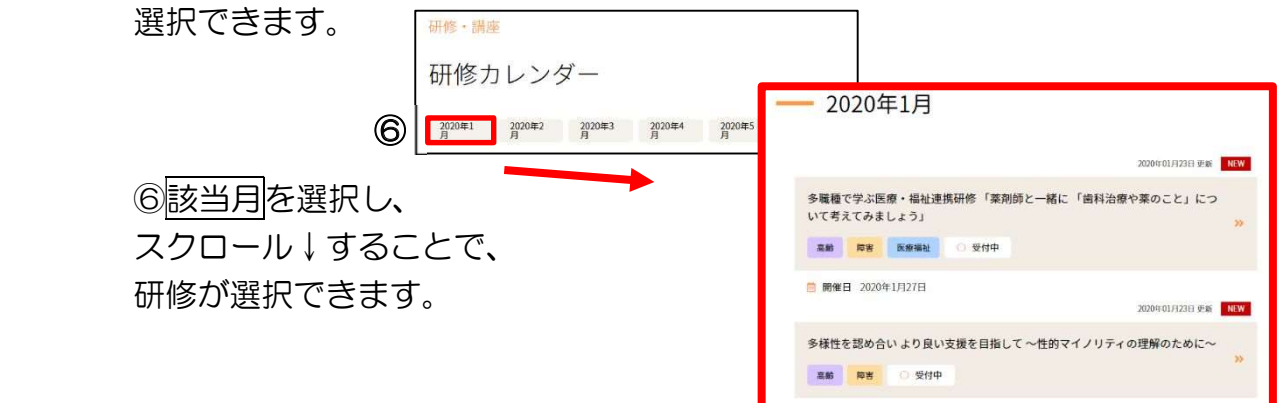 選択できます。
研修・講座
研修カレンダー
⑥
2020年1
月
2020年2
月
2020年3
月
2020年4
月
2020年5
月
⑥該当月を選択し、
スクロール↓することで、
研修が選択できます。
2020年1月
2020年01月23日 更新 NEW
多職種で学ぶ医療・福祉連携研修 「薬剤師と一緒に 「歯科治療や薬のこと」につ
いて考えてみましょう」
高齢 障害 医療福祉 〇 受付中
開催日 2020年1月27日
2020年01月23日 更新 NEW
多様性を認め合い より良い支援を目指して ～性的マイノリティの理解のために～
高齢 障害 〇 受付中